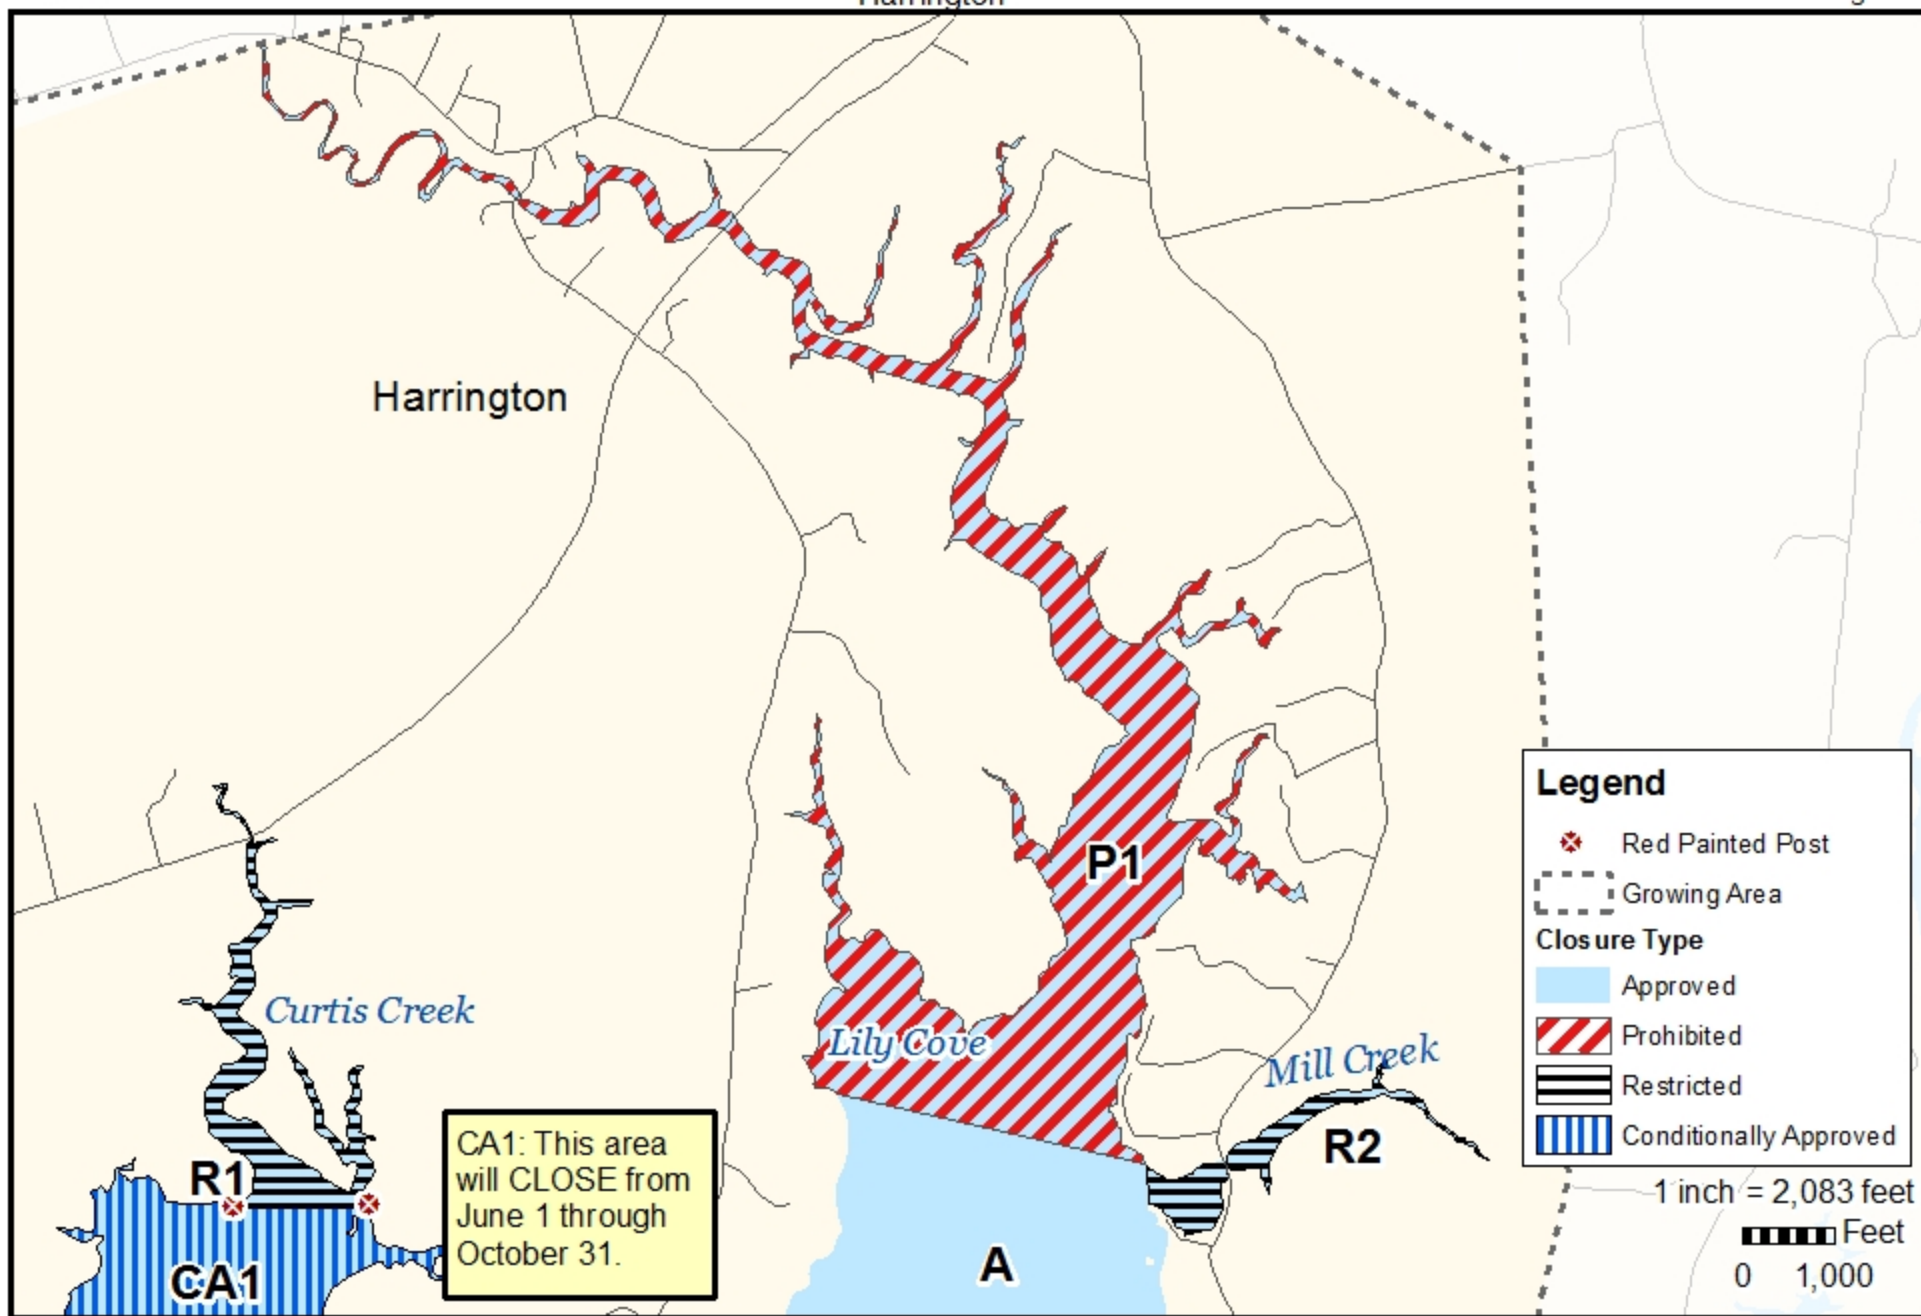 Harrington
Harrington
P1
Lily Cove
Curtis Creek
Mill Creek
R1
R2
CA1
A
CA1: This area
will CLOSE from
June 1 through
October 31.
Legend
Red Painted Post
Growing Area
Closure Type
Approved
Prohibited
Restricted
Conditionally Approved
1 inch = 2,083 feet
Feet
0 1,000